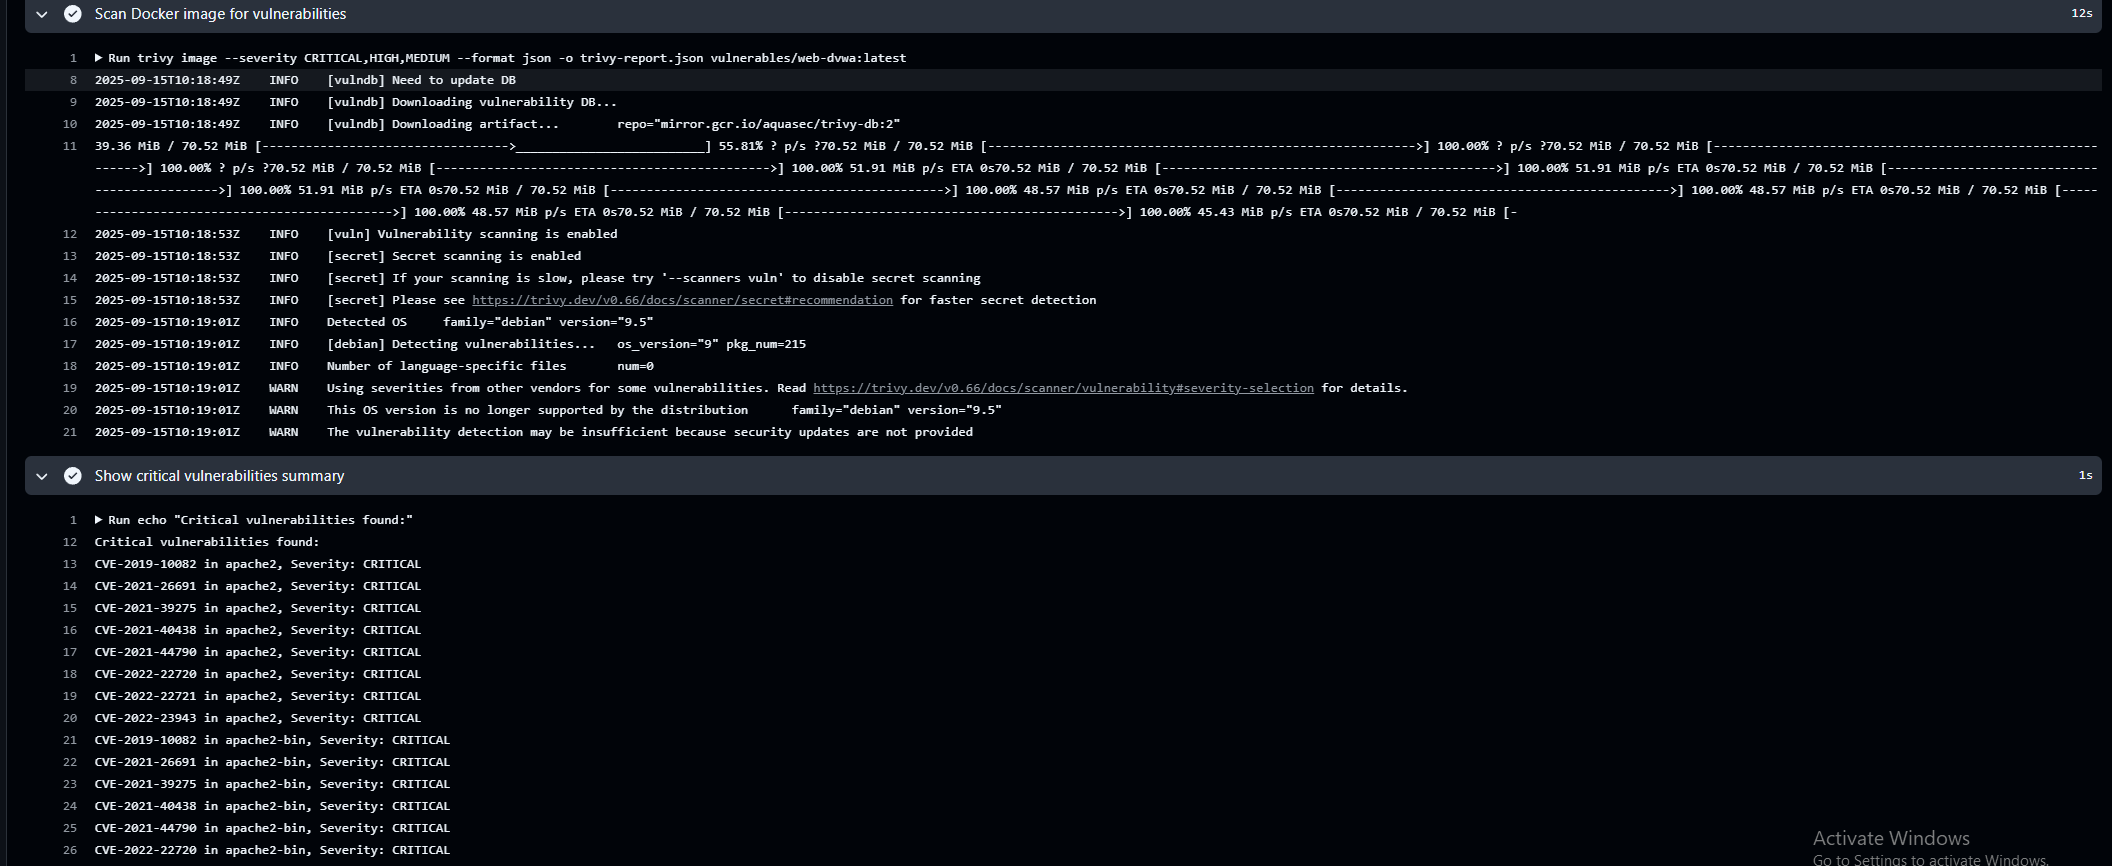 Scan Docker image for vulnerabilities 12s
1 Run trivy image --severity CRITICAL,HIGH,MEDIUM --format json -o trivy-report.json vulnerables/web-dvwa:latest
8 2025-09-15T10:18:49Z INFO [vulndb] Need to update DB
9 2025-09-15T10:18:49Z INFO [vulndb] Downloading vulnerability DB...
10 2025-09-15T10:18:49Z INFO [vulndb] Downloading artifact... repo="mirror.gcr.io/aquasec/trivy-db:2"
11 39.36 MiB / 70.52 MiB [---------------------------------->__________________________] 55.81% ? p/s ?70.52 MiB / 70.52 MiB [----------------------------------------------------------->] 100.00% ? p/s ?70.52 MiB / 70.52 MiB [-----------------------------------------------------
------>] 100.00% ? p/s ?70.52 MiB / 70.52 MiB [---------------------------------------------->] 100.00% 51.91 MiB p/s ETA 0s70.52 MiB / 70.52 MiB [---------------------------------------------->] 100.00% 51.91 MiB p/s ETA 0s70.52 MiB / 70.52 MiB [-----------------------------
----------------->] 100.00% 51.91 MiB p/s ETA 0s70.52 MiB / 70.52 MiB [---------------------------------------------->] 100.00% 48.57 MiB p/s ETA 0s70.52 MiB / 70.52 MiB [---------------------------------------------->] 100.00% 48.57 MiB p/s ETA 0s70.52 MiB / 70.52 MiB [-----
----------------------------------------->] 100.00% 48.57 MiB p/s ETA 0s70.52 MiB / 70.52 MiB [---------------------------------------------->] 100.00% 45.43 MiB p/s ETA 0s70.52 MiB / 70.52 MiB [-
12 2025-09-15T10:18:53Z INFO [vuln] Vulnerability scanning is enabled
13 2025-09-15T10:18:53Z INFO [secret] Secret scanning is enabled
14 2025-09-15T10:18:53Z INFO [secret] If your scanning is slow, please try '--scanners vuln' to disable secret scanning
15 2025-09-15T10:18:53Z INFO [secret] Please see https://trivy.dev/v0.66/docs/scanner/secret#recommendation for faster secret detection
16 2025-09-15T10:19:01Z INFO Detected OS family="debian" version="9.5"
17 2025-09-15T10:19:01Z INFO [debian] Detecting vulnerabilities... os_version="9" pkg_num=215
18 2025-09-15T10:19:01Z INFO Number of language-specific files num=0
19 2025-09-15T10:19:01Z WARN Using severities from other vendors for some vulnerabilities. Read https://trivy.dev/v0.66/docs/scanner/vulnerability#severity-selection for details.
20 2025-09-15T10:19:01Z WARN This OS version is no longer supported by the distribution family="debian" version="9.5"
21 2025-09-15T10:19:01Z WARN The vulnerability detection may be insufficient because security updates are not provided
Show critical vulnerabilities summary 1s
1 Run echo "Critical vulnerabilities found:"
12 Critical vulnerabilities found:
13 CVE-2019-10082 in apache2, Severity: CRITICAL
14 CVE-2021-26691 in apache2, Severity: CRITICAL
15 CVE-2021-39275 in apache2, Severity: CRITICAL
16 CVE-2021-40438 in apache2, Severity: CRITICAL
17 CVE-2021-44790 in apache2, Severity: CRITICAL
18 CVE-2022-22720 in apache2, Severity: CRITICAL
19 CVE-2022-22721 in apache2, Severity: CRITICAL
20 CVE-2022-23943 in apache2, Severity: CRITICAL
21 CVE-2019-10082 in apache2-bin, Severity: CRITICAL
22 CVE-2021-26691 in apache2-bin, Severity: CRITICAL
23 CVE-2021-39275 in apache2-bin, Severity: CRITICAL
24 CVE-2021-40438 in apache2-bin, Severity: CRITICAL
25 CVE-2021-44790 in apache2-bin, Severity: CRITICAL
26 CVE-2022-22720 in apache2-bin, Severity: CRITICAL
Activate Windows
Go to Settings to activate Windows.